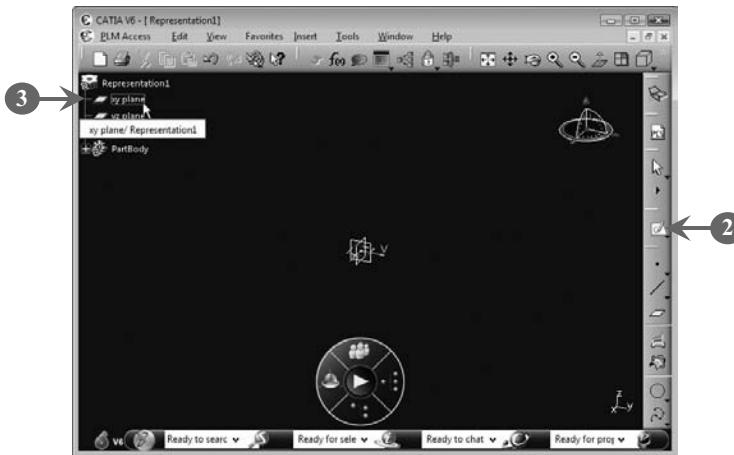 CATIA V6 - [ Representation1]
PLM Access Edit View Favorites Insert Tools Window Help
Representation1
3
xy plane
yz plane
xy plane/ Representation1
PartBody
2
y
z
x y
V6 Ready to searc Ready for sele Ready to chat Ready for prop